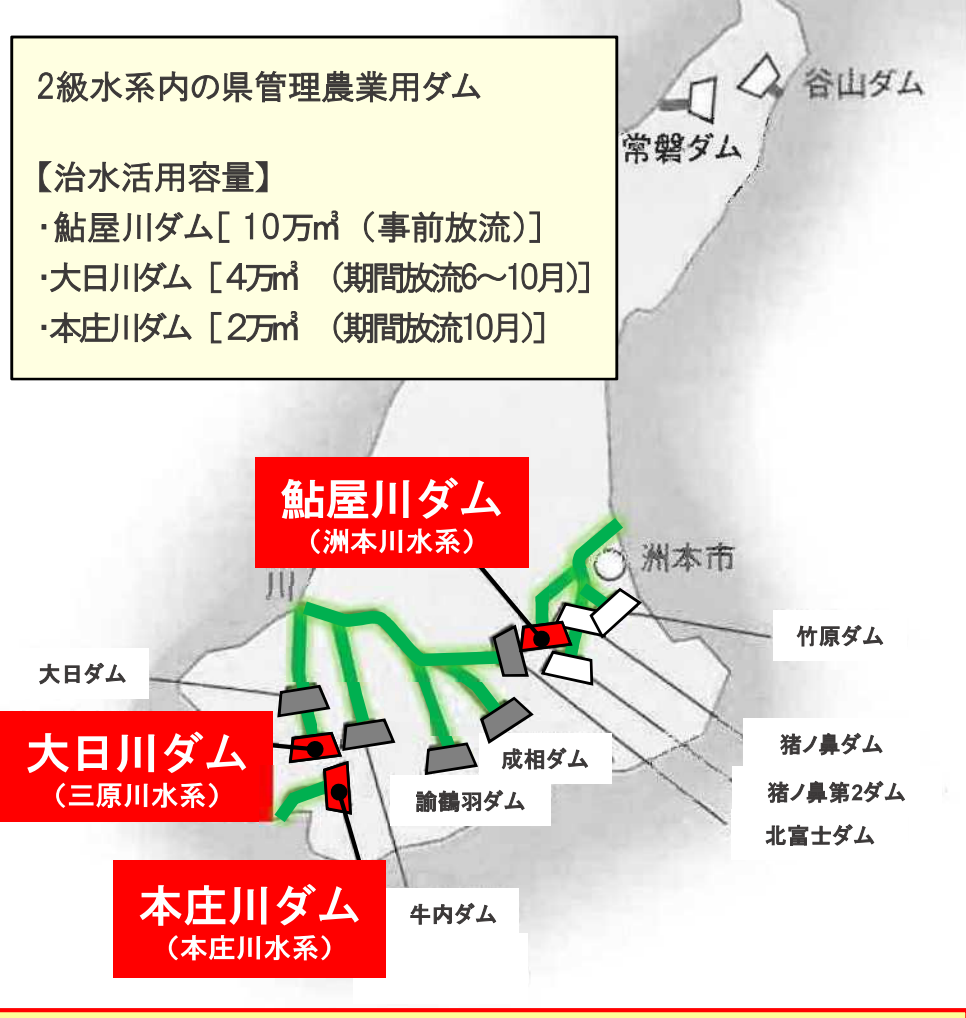 2級水系内の県管理農業用ダム
【治水活用容量】
・鮎屋川ダム[ 10万㎥ （事前放流）]
・大日川ダム [4万㎥ （期間放流6～10月)]
・本庄川ダム [2万㎥ （期間放流10月)]
谷山ダム
常磐ダム
鮎屋川ダム
（洲本川水系）
洲本市
川
竹原ダム
大日ダム
大日川ダム
（三原川水系）
成相ダム
諭鶴羽ダム
猪ノ鼻ダム
猪ノ鼻第2ダム
北富士ダム
本庄川ダム
（本庄川水系）
牛内ダム